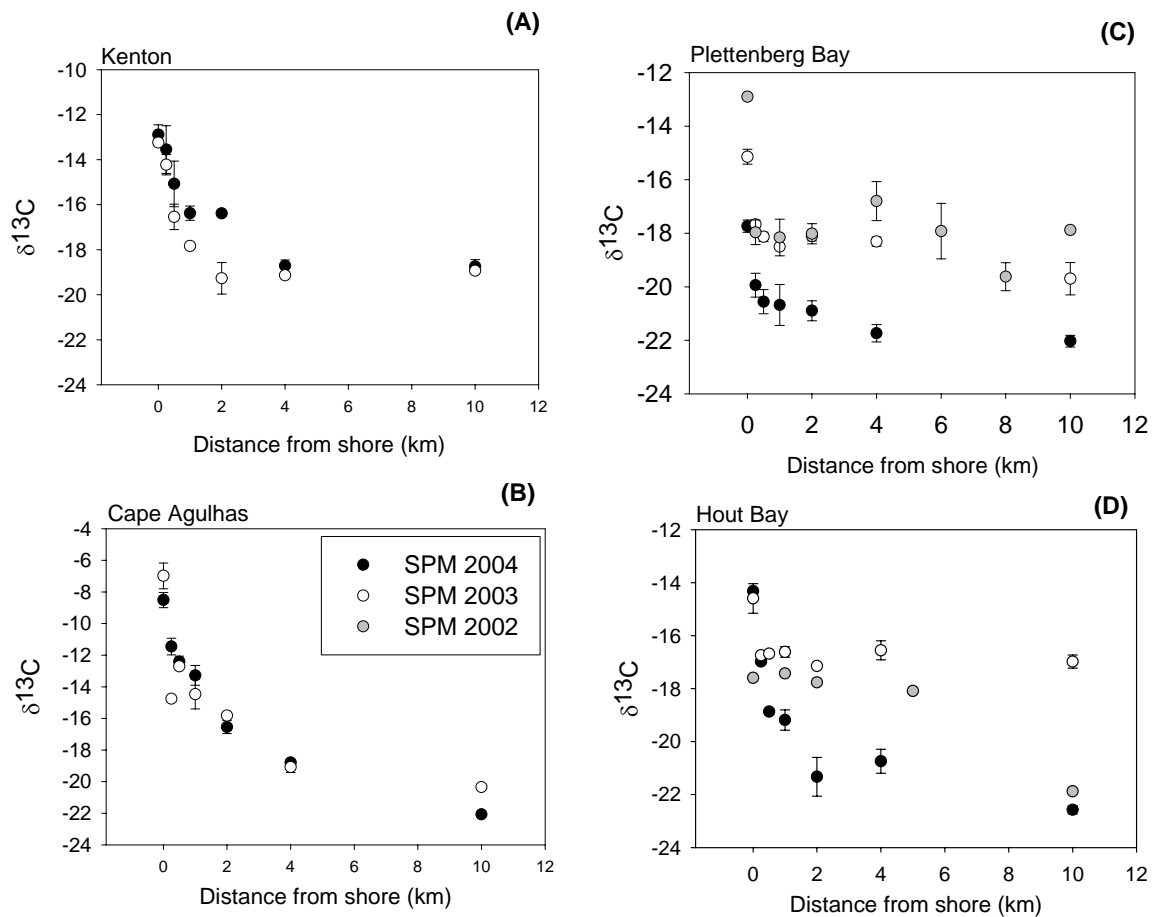 (A)
Kenton
-10
-12
-14
-16
-18
-20
-22
-24
δ13C
0 2 4 6 8 10 12
Distance from shore (km)
(C)
Plettenberg Bay
-12
-14
-16
-18
-20
-22
-24
δ13C
0 2 4 6 8 10 12
Distance from shore (km)
(B)
Cape Agulhas
-4
-6
-8
-10
-12
-14
-16
-18
-20
-22
-24
δ13C
SPM 2004
SPM 2003
SPM 2002
0 2 4 6 8 10 12
Distance from shore (km)
(D)
Hout Bay
-12
-14
-16
-18
-20
-22
-24
δ13C
0 2 4 6 8 10 12
Distance from shore (km)